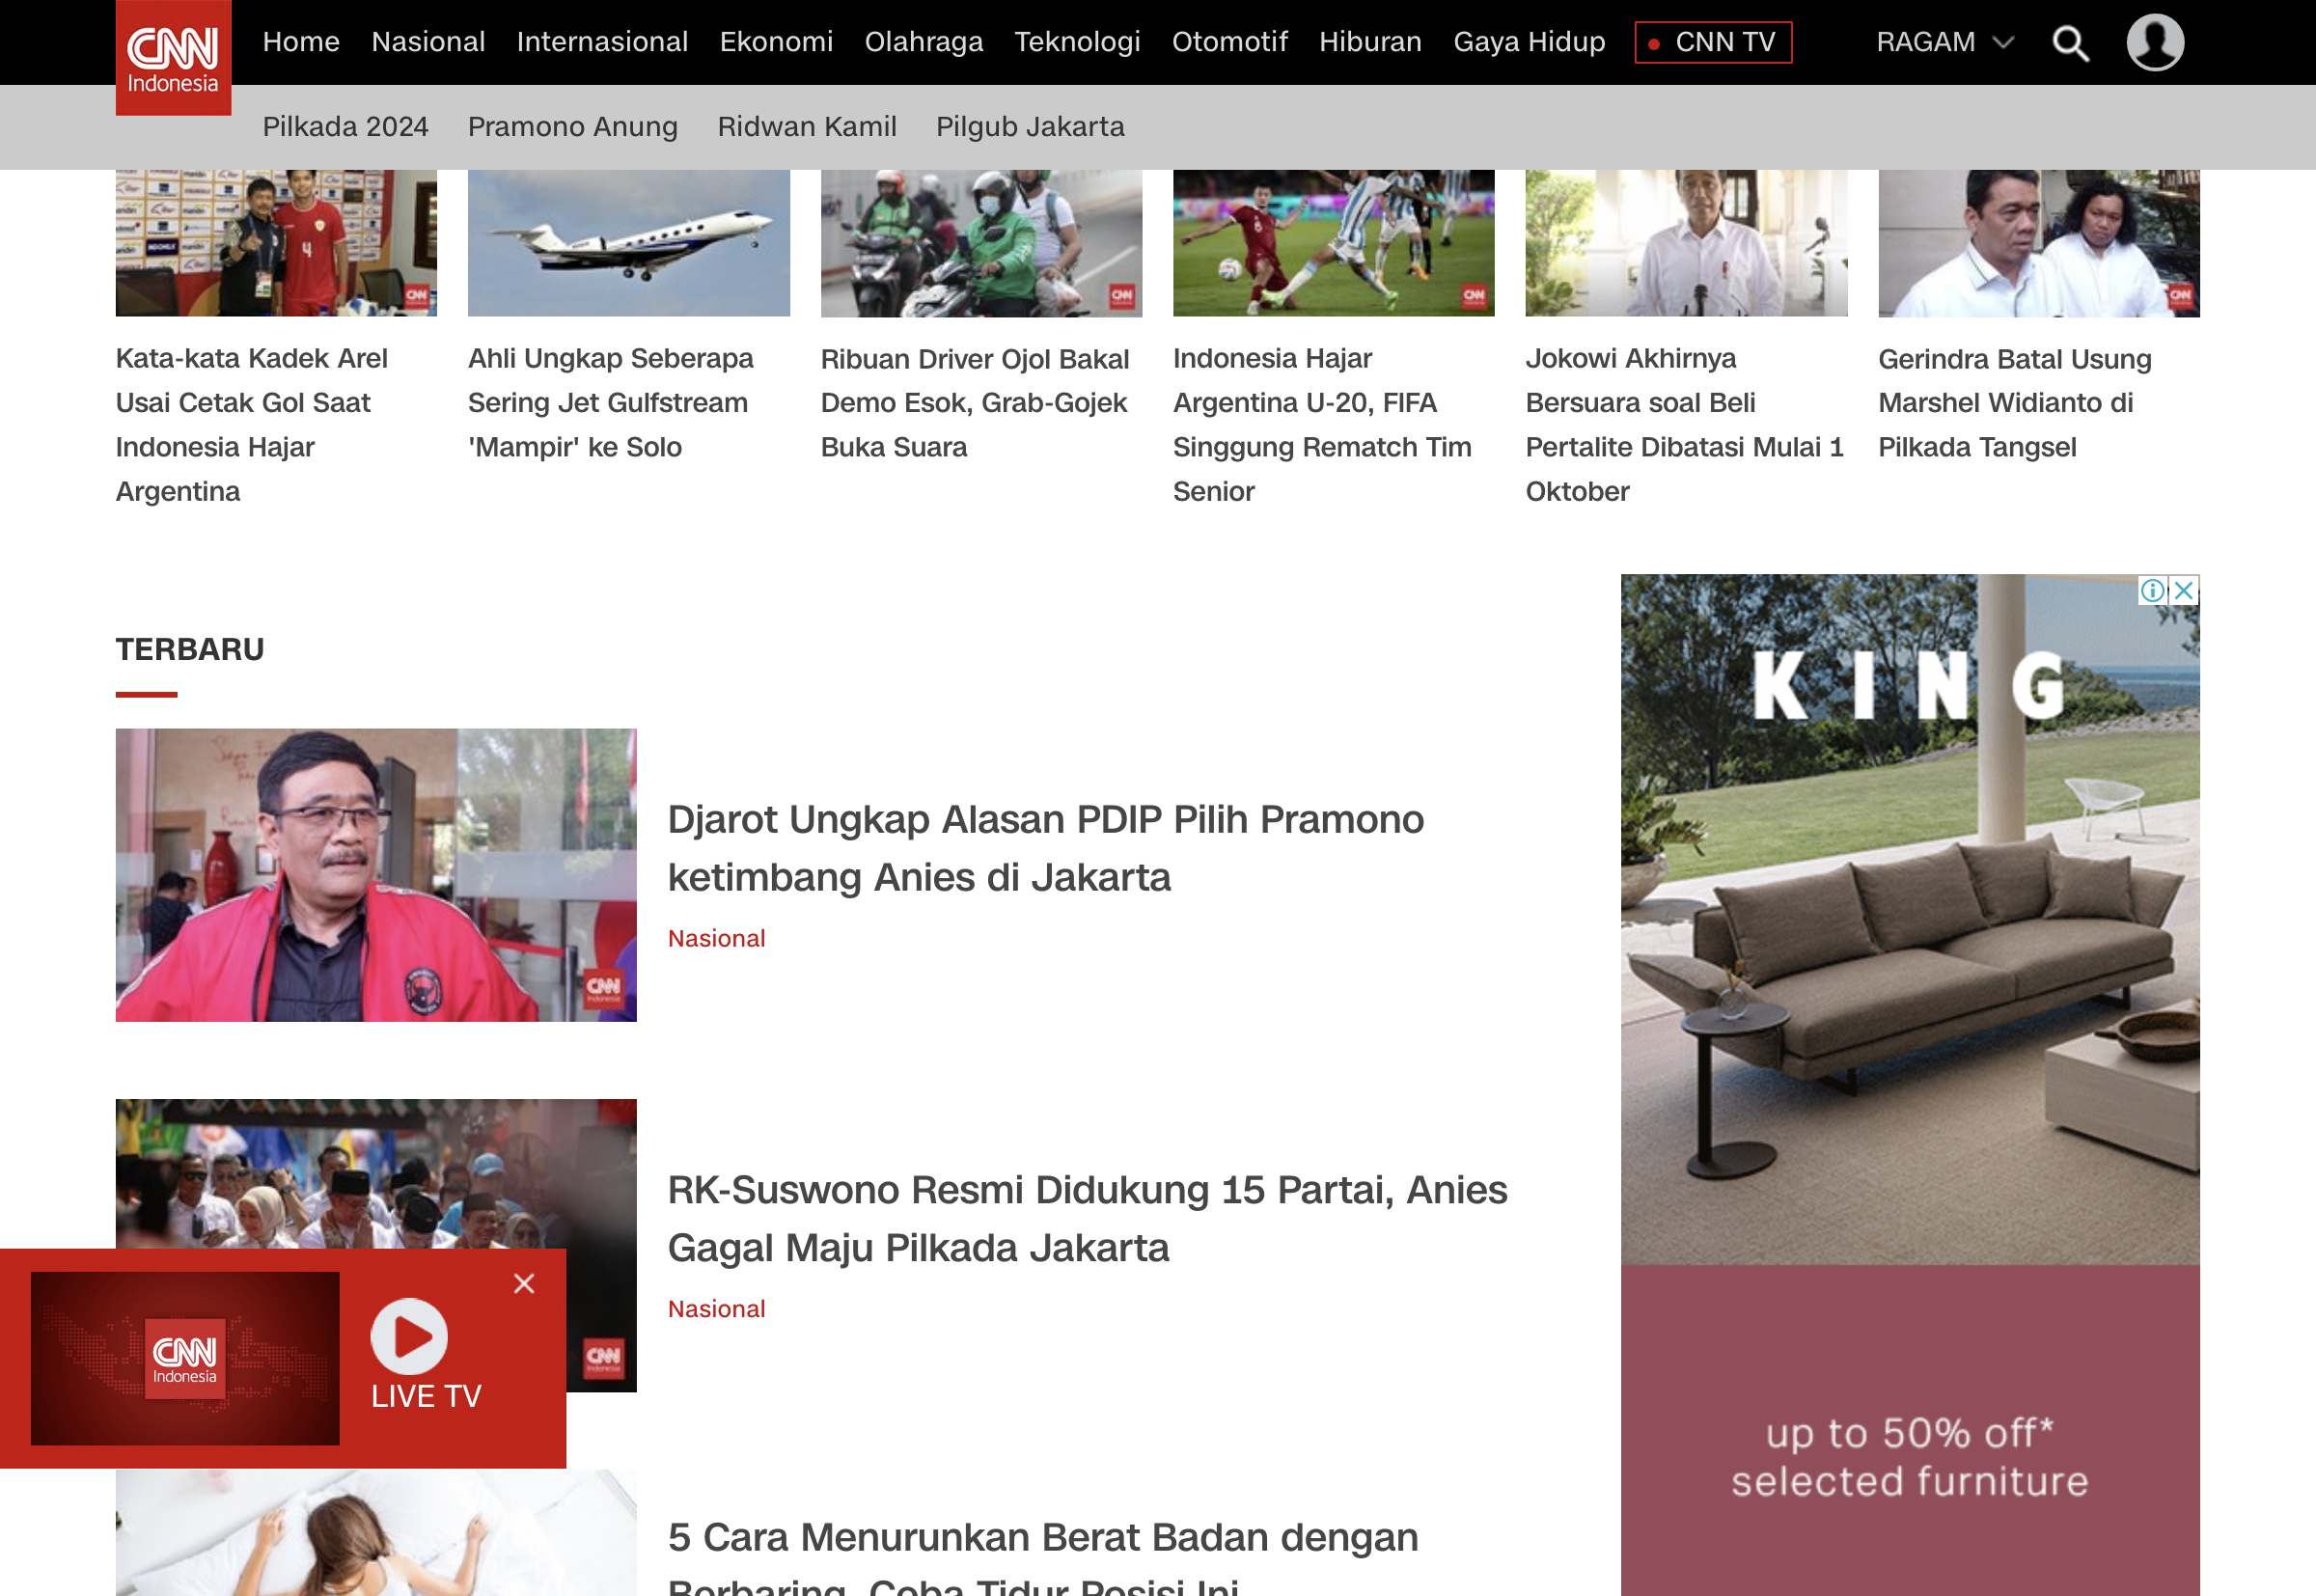 CNN
Indonesia
Home
Nasional
Internasional
Ekonomi
Olahraga
Teknologi
Otomotif
Hiburan
Gaya Hidup
CNN TV
RAGAM
Pilkada 2024
Pramono Anung
Ridwan Kamil
Pilgub Jakarta
Kata-kata Kadek Arel
Usai Cetak Gol Saat
Indonesia Hajar
Argentina
Ahli Ungkap Seberapa
Sering Jet Gulfstream
'Mampir' ke Solo
Ribuan Driver Ojol Bakal
Demo Esok, Grab-Gojek
Buka Suara
Indonesia Hajar
Argentina U-20, FIFA
Singgung Rematch Tim
Senior
Jokowi Akhirnya
Bersuara soal Beli
Pertalite Dibatasi Mulai 1
Oktober
Gerindra Batal Usung
Marshel Widianto di
Pilkada Tangsel
TERBARU
Djarot Ungkap Alasan PDIP Pilih Pramono
ketimbang Anies di Jakarta
Nasional
RK-Suswono Resmi Didukung 15 Partai, Anies
Gagal Maju Pilkada Jakarta
Nasional
CNN
Indonesia
LIVE TV
5 Cara Menurunkan Berat Badan dengan
Berbaring, Coba Tidur Posisi Ini
KING
up to 50% off*
selected furniture